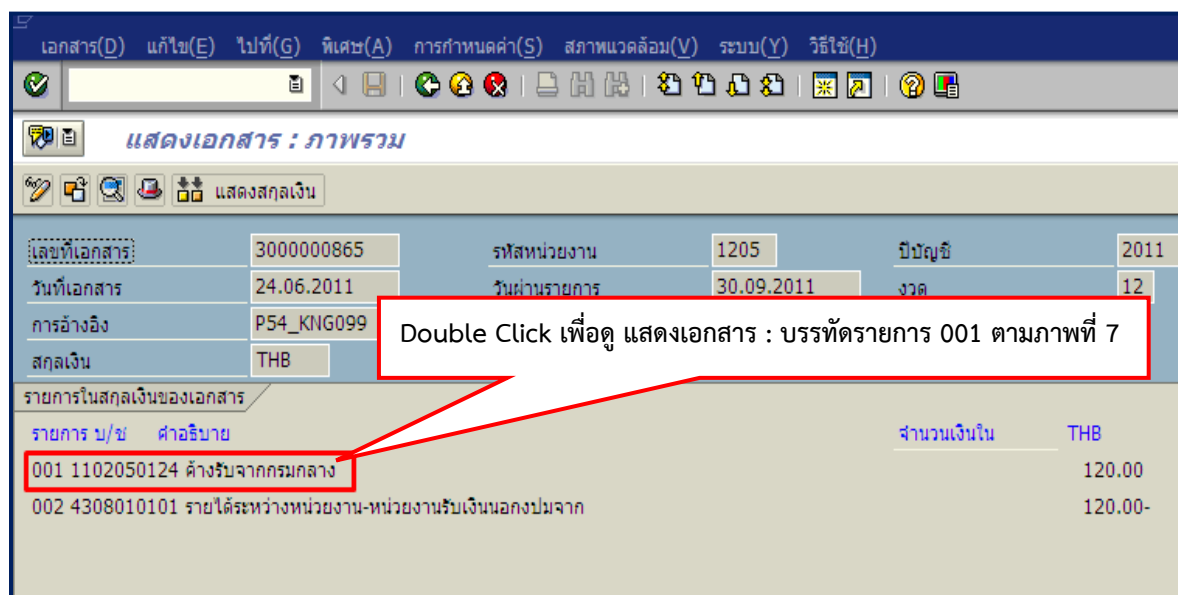 เอกสาร(D) แก้ไข(E) ไปที่(G) พิเศษ(A) การกำหนดค่า(S) สภาพแวดล้อม(V) ระบบ(Y) วิธีใช้(H)
แสดงเอกสาร : ภาพรวม
แสดงสกุลเงิน
เลขที่เอกสาร 3000000865 รหัสหน่วยงาน 1205 ปีบัญชี 2011
วันที่เอกสาร 24.06.2011 วันผ่านรายการ 30.09.2011 งวด 12
การอ้างอิง P54_KNG099
Double Click เพื่อดู แสดงเอกสาร : บรรทัดรายการ 001 ตามภาพที่ 7
สกุลเงิน THB
รายการในสกุลเงินของเอกสาร
รายการ บ/ช คำอธิบาย จำนวนเงินใน THB
001 1102050124 ค้างรับจากกรมกลาง 120.00
002 4308010101 รายได้ระหว่างหน่วยงาน-หน่วยงานรับเงินนอกงปมจาก 120.00-